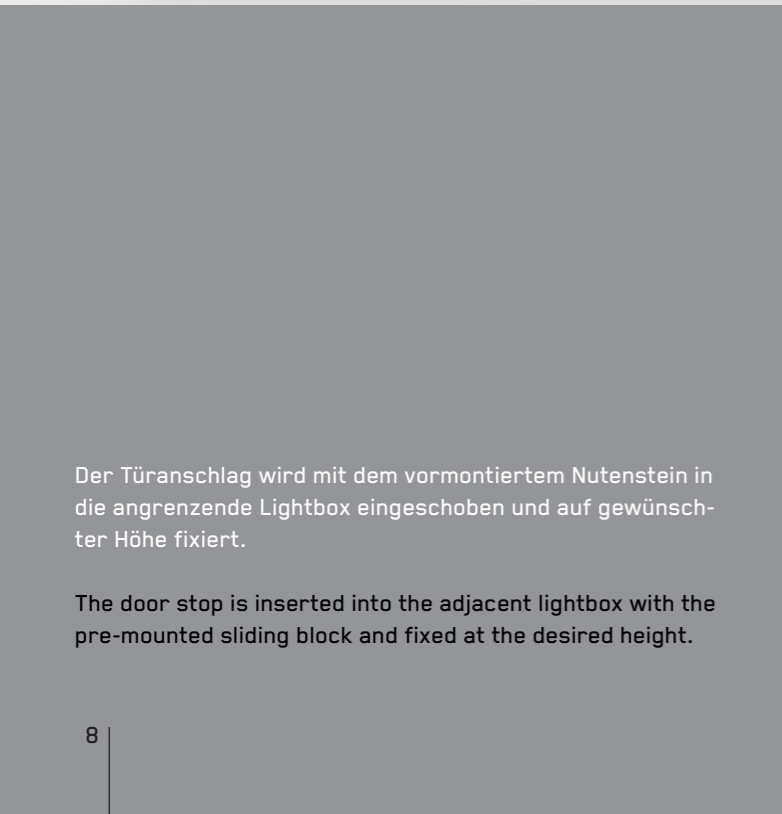 Der Türanschlag wird mit dem vormontiertem Nutenstein in
die angrenzende Lightbox eingeschoben und auf gewünsch-
ter Höhe fixiert.
The door stop is inserted into the adjacent lightbox with the
pre-mounted sliding block and fixed at the desired height.
8